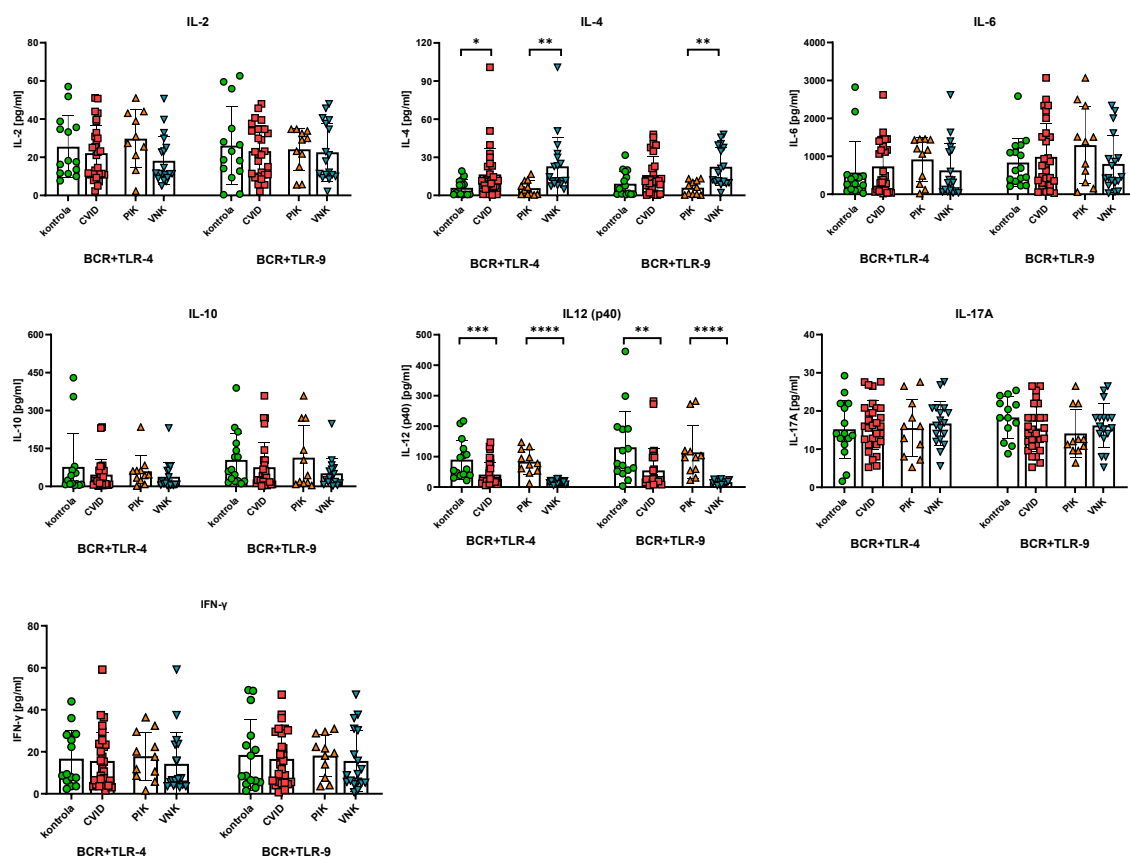 IL-2
IL-2 [pg/ml]
80
60
40
20
0
kontrola
CVID
PIK
VNK
kontrola
CVID
PIK
VNK
BCR+TLR-4
BCR+TLR-9
IL-4
IL-4 [pg/ml]
120
90
60
30
0
*
**
**
kontrola
CVID
PIK
VNK
kontrola
CVID
PIK
VNK
BCR+TLR-4
BCR+TLR-9
IL-6
IL-6 [pg/ml]
4000
3000
2000
1000
0
kontrola
CVID
PIK
VNK
kontrola
CVID
PIK
VNK
BCR+TLR-4
BCR+TLR-9
IL-10
IL-10 [pg/ml]
600
450
300
150
0
kontrola
CVID
PIK
VNK
kontrola
CVID
PIK
VNK
BCR+TLR-4
BCR+TLR-9
IL12 (p40)
IL-12 (p40) [pg/ml]
500
400
300
200
100
0
***
****
**
****
kontrola
CVID
PIK
VNK
kontrola
CVID
PIK
VNK
BCR+TLR-4
BCR+TLR-9
IL-17A
IL-17A [pg/ml]
40
30
20
10
0
kontrola
CVID
PIK
VNK
kontrola
CVID
PIK
VNK
BCR+TLR-4
BCR+TLR-9
IFN-γ
IFN-γ [pg/ml]
80
60
40
20
0
kontrola
CVID
PIK
VNK
kontrola
CVID
PIK
VNK
BCR+TLR-4
BCR+TLR-9